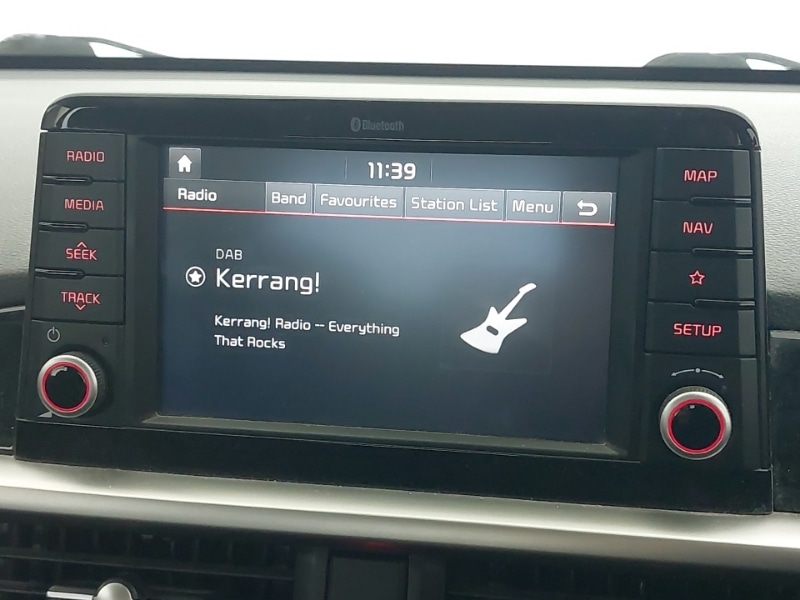 Bluetooth
RADIO
MEDIA
SEEK
TRACK
11:39
Radio Band Favourites Station List Menu
DAB
Kerrang!
Kerrang! Radio -- Everything
That Rocks
MAP
NAV
SETUP